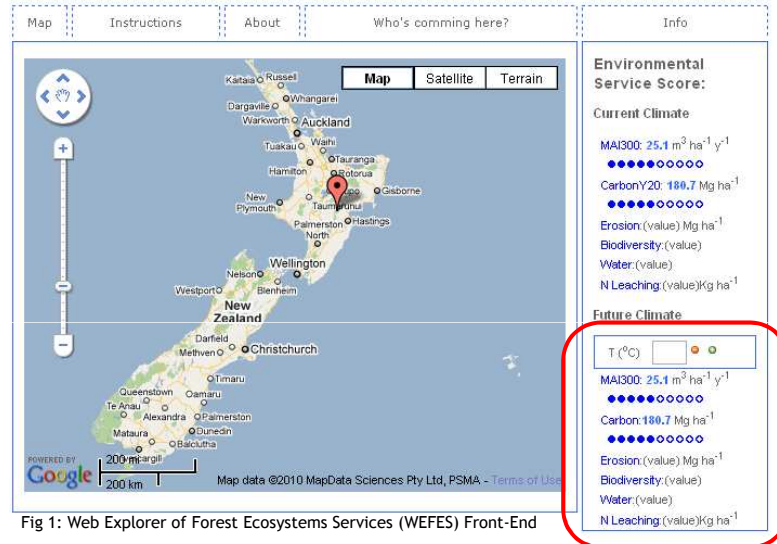 Map
Instructions
About
Who's comming here?
Info
Map
Satellite
Terrain
Kaitaia
Russell
Whangarei
Dargaville
Warkworth
Auckland
Tuakau
Waihi
Tauranga
Hamilton
Rotorua
New
Plymouth
Gisborne
Hastings
Palmerston
North
Wellington
Nelson
Blenheim
Westport
New
Zealand
Darfield
Methven
Christchurch
Timaru
Queenstown
Oamaru
Te Anau
Alexandra
Palmerston
Mataura
Dunedin
Balclutha
POWERED BY
Google
200 mi
200 km
Map data ©2010 MapData Sciences Pty Ltd, PSMA - Terms of Use
Environmental
Service Score:
Current Climate
MAI300: 25.1 m³ ha⁻¹ y⁻¹
CarbonY20: 180.7 Mg ha⁻¹
Erosion:(value) Mg ha⁻¹
Biodiversity:(value)
Water:(value)
N Leaching:(value)Kg ha⁻¹
Future Climate
T (⁰C)
MAI300: 25.1 m³ ha⁻¹ y⁻¹
Carbon:180.7 Mg ha⁻¹
Erosion:(value) Mg ha⁻¹
Biodiversity:(value)
Water:(value)
N Leaching:(value)Kg ha⁻¹
Fig 1: Web Explorer of Forest Ecosystems Services (WEFES) Front-End